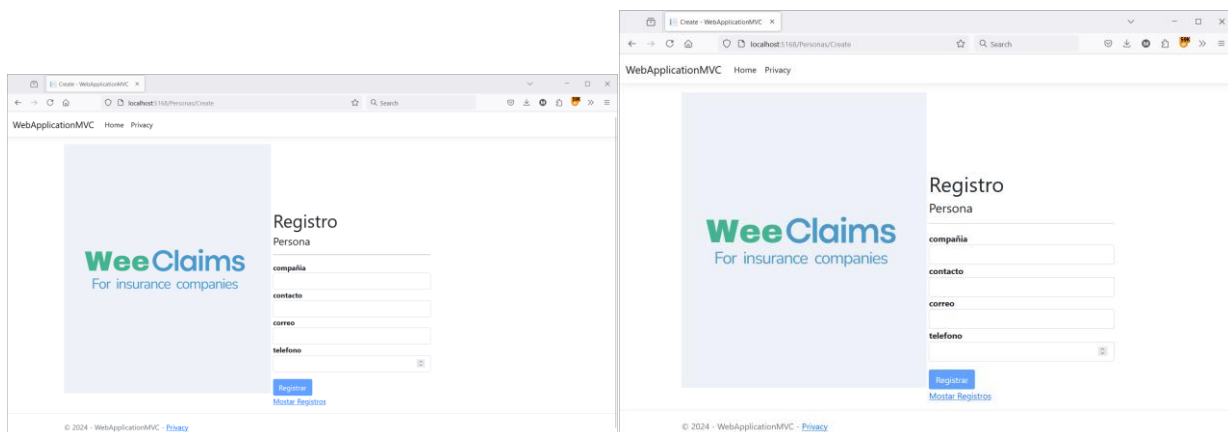 Create - WebApplicationMVC
localhost:5168/Personas/Create
Search
WebApplicationMVC Home Privacy
WeeClaims
For insurance companies
Registro
Persona
compañia
contacto
correo
telefono
Registrar
Mostar Registros
© 2024 - WebApplicationMVC - Privacy
Create - WebApplicationMVC
localhost:5168/Personas/Create
Search
WebApplicationMVC Home Privacy
WeeClaims
For insurance companies
Registro
Persona
compañia
contacto
correo
telefono
Registrar
Mostar Registros
© 2024 - WebApplicationMVC - Privacy